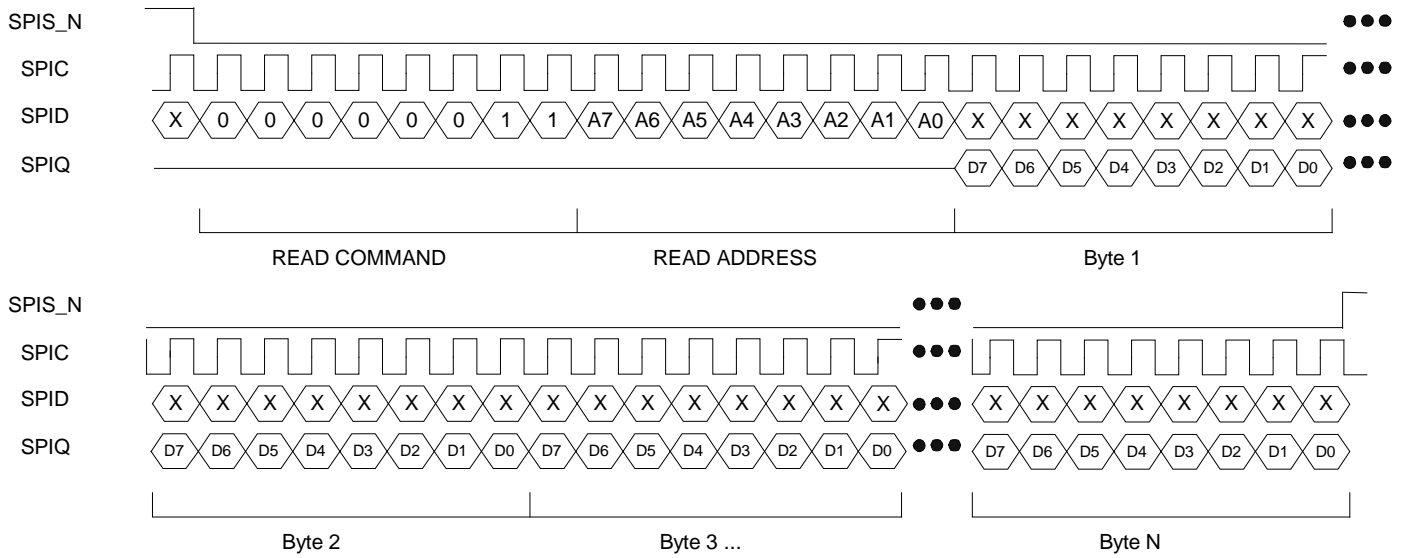 SPIS_N
SPIC
SPID X 0 0 0 0 0 0 1 1 A7 A6 A5 A4 A3 A2 A1 A0 X X X X X X X X
SPIQ D7 D6 D5 D4 D3 D2 D1 D0
READ COMMAND READ ADDRESS Byte 1
SPIS_N
SPIC
SPID X X X X X X X X X X X X X X X X X X X X X X X X
SPIQ D7 D6 D5 D4 D3 D2 D1 D0 D7 D6 D5 D4 D3 D2 D1 D0 D7 D6 D5 D4 D3 D2 D1 D0
Byte 2 Byte 3 ... Byte N